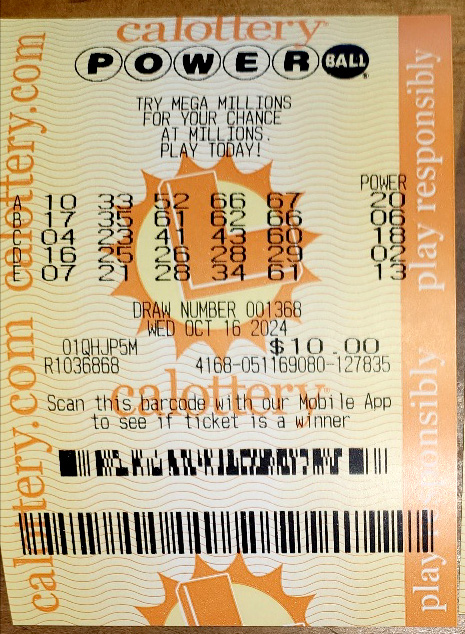 calottery
POWERBALL
TRY MEGA MILLIONS
FOR YOUR CHANCE
AT MILLIONS.
PLAY TODAY!
POWER
A 10 33 52 66 67 20
B 17 35 61 62 66 06
C 04 23 41 43 60 18
D 16 25 26 28 29 02
E 07 21 28 34 61 13
DRAW NUMBER 001368
WED OCT 16 2024
01QHJP5M $10.00
R1036868 4168-051169080-127835
calottery
Scan this barcode with our Mobile App
to see if ticket is a winner
calottery.com calottery.com
play responsibly play responsibly